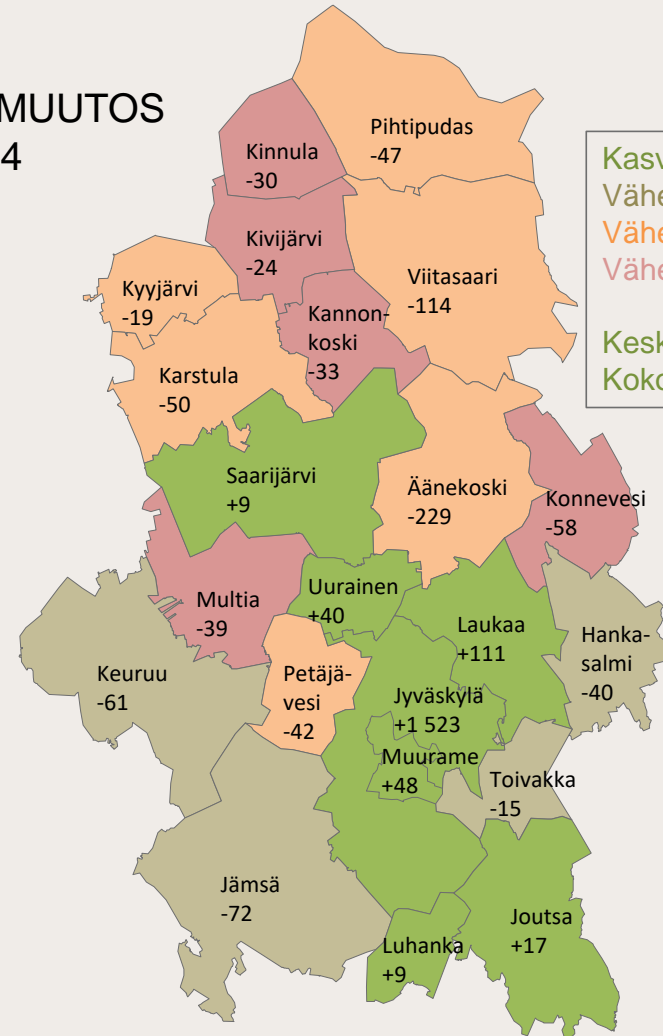 MUUTOS
4
Pihtipudas
-47
Kinnula
-30
Kasv
Vähe
Vähe
Vähe
Kesk
Koko
Kivijärvi
-24
Viitasaari
-114
Kyyjärvi
-19
Kannon-
koski
-33
Karstula
-50
Saarijärvi
+9
Äänekoski
-229
Konnevesi
-58
Multia
-39
Uurainen
+40
Laukaa
+111
Hanka-
salmi
-40
Keuruu
-61
Petäjä-
vesi
-42
Jyväskylä
+1 523
Muurame
+48
Toivakka
-15
Jämsä
-72
Luhanka
+9
Joutsa
+17